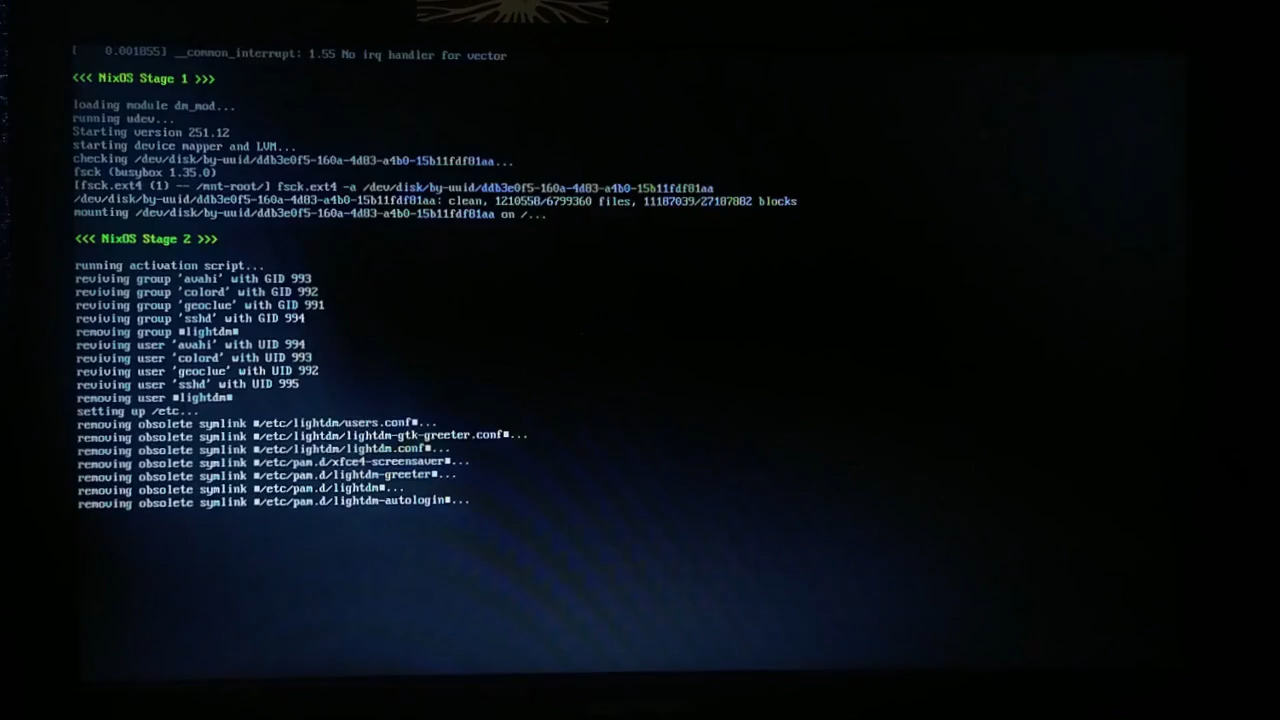 [    0.001855] __common_interrupt: 1.55 No irq handler for vector
<<< NixOS Stage 1 >>>
loading module dm_mod...
running udev...
Starting version 251.12
starting device mapper and LVM...
checking /dev/disk/by-uuid/ddb3e0f5-160a-4d83-a4b0-15b11fdf81aa...
fsck (busybox 1.35.0)
[fsck.ext4 (1) -- /mnt-root/] fsck.ext4 -a /dev/disk/by-uuid/ddb3e0f5-160a-4d83-a4b0-15b11fdf81aa
/dev/disk/by-uuid/ddb3e0f5-160a-4d83-a4b0-15b11fdf81aa: clean, 1210558/6799360 files, 11187039/27187882 blocks
mounting /dev/disk/by-uuid/ddb3e0f5-160a-4d83-a4b0-15b11fdf81aa on /...
<<< NixOS Stage 2 >>>
running activation script...
reviving group 'avahi' with GID 993
reviving group 'colord' with GID 992
reviving group 'geoclue' with GID 991
reviving group 'sshd' with GID 994
removing group ■lightdm■
reviving user 'avahi' with UID 994
reviving user 'colord' with UID 993
reviving user 'geoclue' with UID 992
reviving user 'sshd' with UID 995
removing user ■lightdm■
setting up /etc...
removing obsolete symlink ■/etc/lightdm/users.conf■...
removing obsolete symlink ■/etc/lightdm/lightdm-gtk-greeter.conf■...
removing obsolete symlink ■/etc/lightdm/lightdm.conf■...
removing obsolete symlink ■/etc/pam.d/xfce4-screensaver■...
removing obsolete symlink ■/etc/pam.d/lightdm-greeter■...
removing obsolete symlink ■/etc/pam.d/lightdm■...
removing obsolete symlink ■/etc/pam.d/lightdm-autologin■...